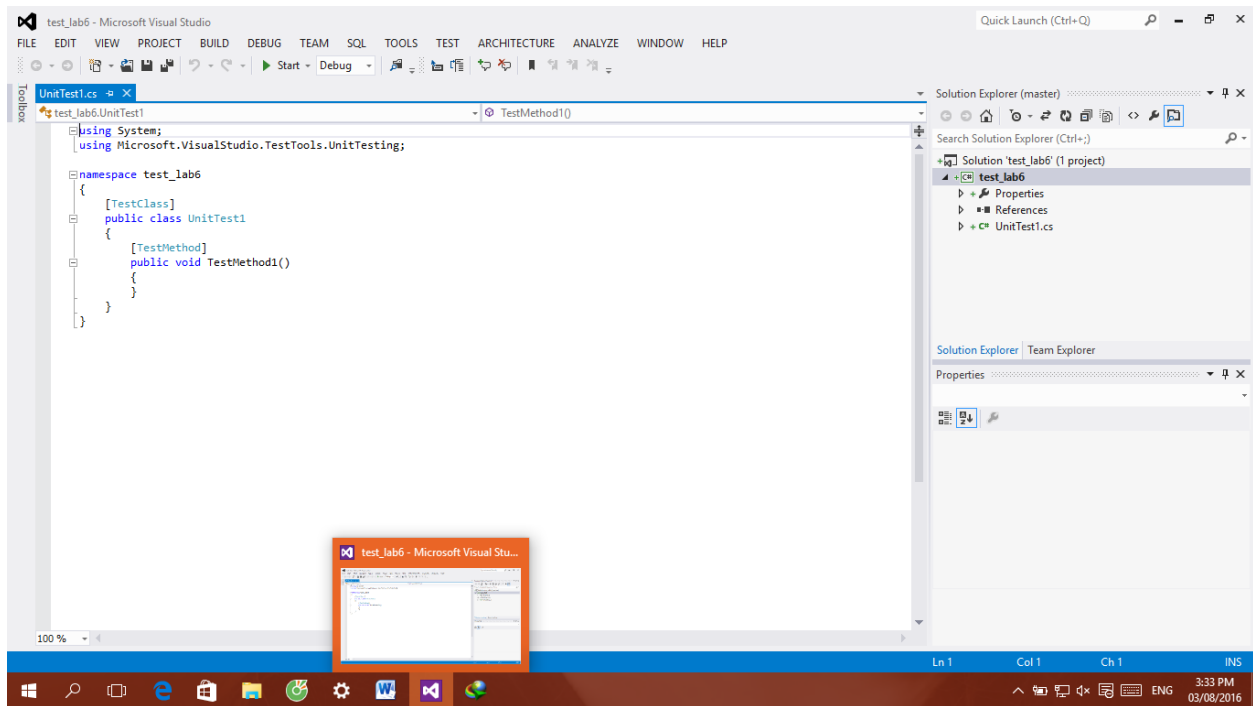 test_lab6 - Microsoft Visual Studio
Quick Launch (Ctrl+Q)
FILE EDIT VIEW PROJECT BUILD DEBUG TEAM SQL TOOLS TEST ARCHITECTURE ANALYZE WINDOW HELP
Start Debug
Toolbox
UnitTest1.cs
test_lab6.UnitTest1
TestMethod1()
using System;
using Microsoft.VisualStudio.TestTools.UnitTesting;
namespace test_lab6
{
[TestClass]
public class UnitTest1
{
[TestMethod]
public void TestMethod1()
{
}
}
}
100 %
Solution Explorer (master)
Search Solution Explorer (Ctrl+;)
Solution 'test_lab6' (1 project)
C# test_lab6
Properties
References
C# UnitTest1.cs
Solution Explorer Team Explorer
Properties
test_lab6 - Microsoft Visual Stu...
Ln 1 Col 1 Ch 1 INS
ENG
3:33 PM
03/08/2016